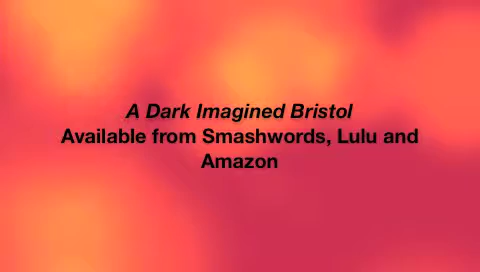 A Dark Imagined Bristol
Available from Smashwords, Lulu and
Amazon